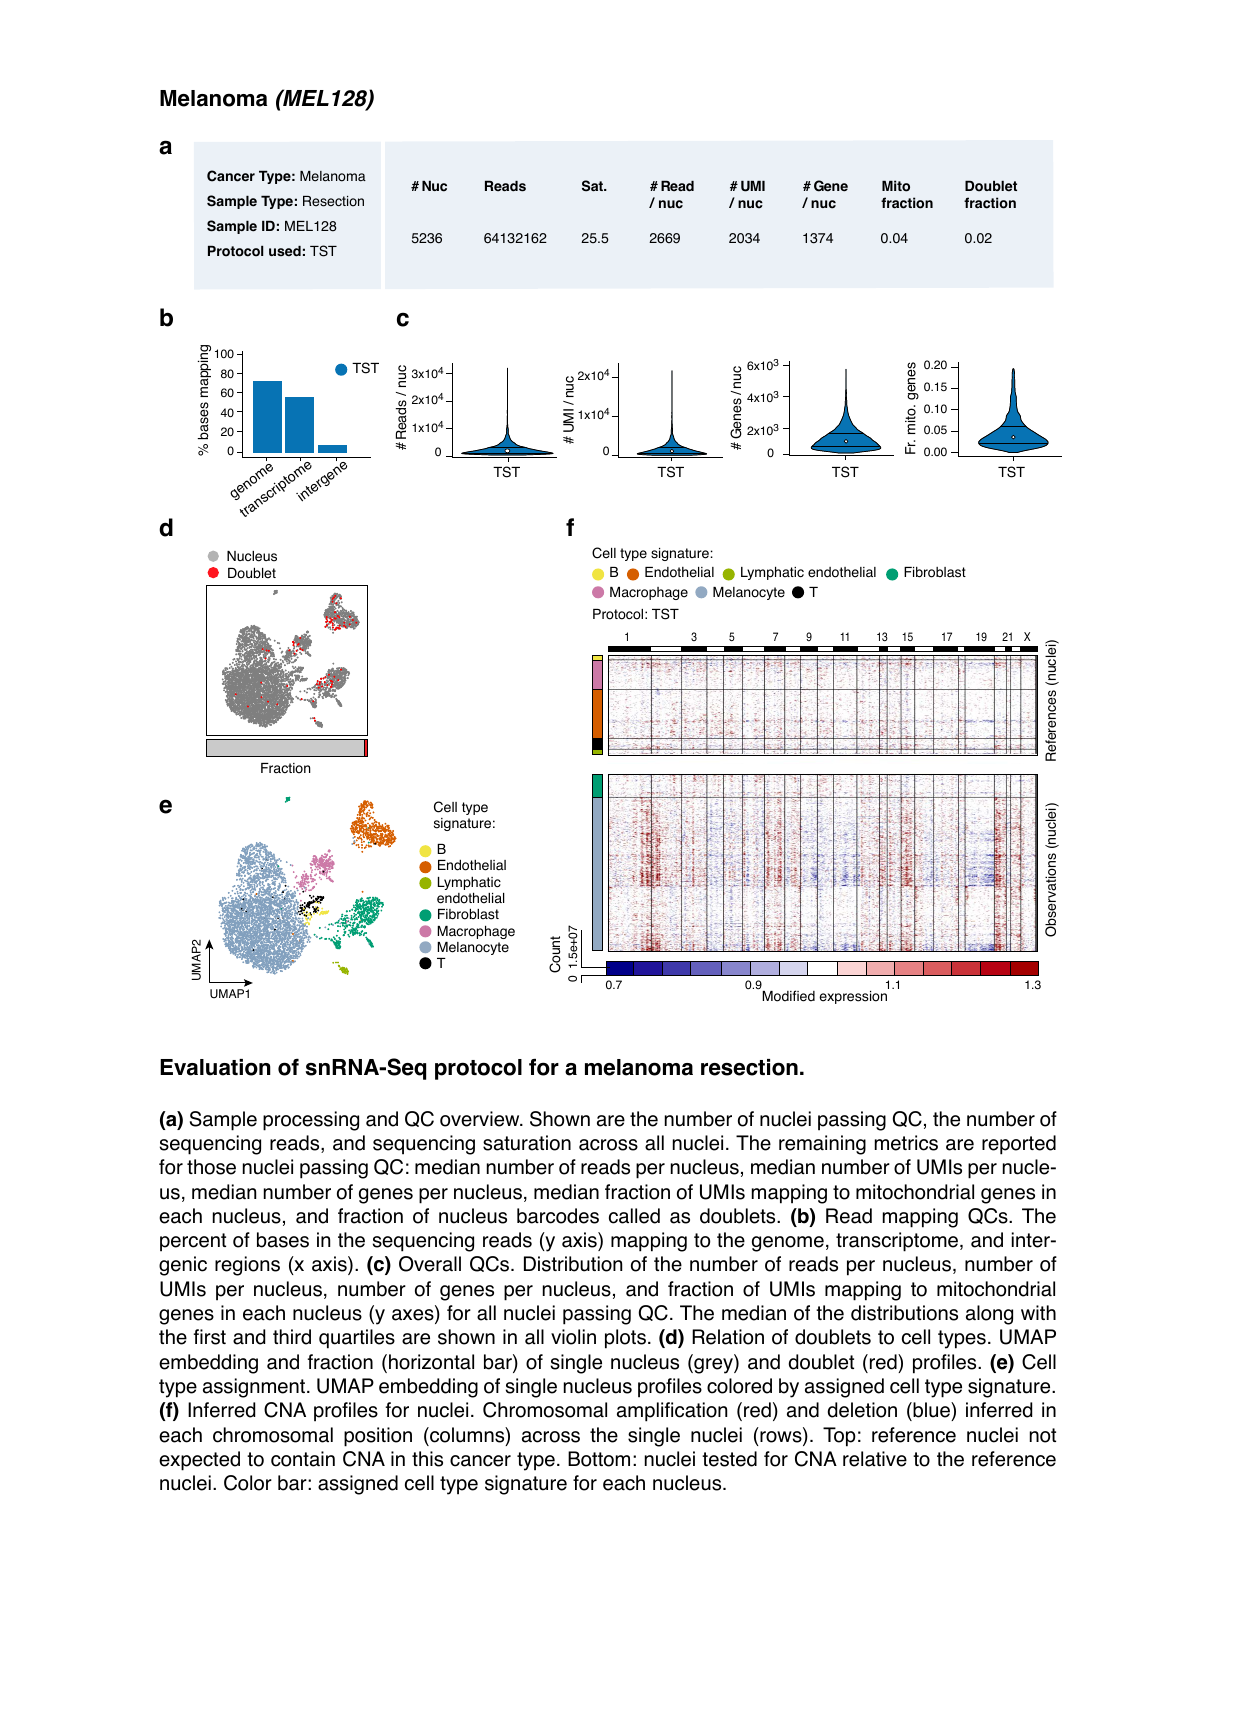 Melanoma (MEL128)
a
Cancer Type: Melanoma
Sample Type: Resection
Sample ID: MEL128
Protocol used: TST
# Nuc Reads Sat. # Read / nuc # UMI / nuc # Gene / nuc Mito fraction Doublet fraction
5236 64132162 25.5 2669 2034 1374 0.04 0.02
b
% bases mapping
100
80
60
40
20
0
TST
genome
transcriptome
intergene
c
# Reads / nuc
3x10⁴
2x10⁴
1x10⁴
0
TST
# UMI / nuc
2x10⁴
1x10⁴
0
TST
# Genes / nuc
6x10³
4x10³
2x10³
0
TST
Fr. mito. genes
0.20
0.15
0.10
0.05
0.00
TST
d
Nucleus
Doublet
Fraction
e
Cell type
signature:
B
Endothelial
Lymphatic
endothelial
Fibroblast
Macrophage
Melanocyte
T
UMAP2
UMAP1
f
Cell type signature:
B Endothelial Lymphatic endothelial Fibroblast
Macrophage Melanocyte T
Protocol: TST
1 3 5 7 9 11 13 15 17 19 21 X
References (nuclei)
Observations (nuclei)
Count
0 1.5e+07
0.7 0.9 1.1 1.3
Modified expression
Evaluation of snRNA-Seq protocol for a melanoma resection.
(a) Sample processing and QC overview. Shown are the number of nuclei passing QC, the number of
sequencing reads, and sequencing saturation across all nuclei. The remaining metrics are reported
for those nuclei passing QC: median number of reads per nucleus, median number of UMIs per nucle-
us, median number of genes per nucleus, median fraction of UMIs mapping to mitochondrial genes in
each nucleus, and fraction of nucleus barcodes called as doublets. (b) Read mapping QCs. The
percent of bases in the sequencing reads (y axis) mapping to the genome, transcriptome, and inter-
genic regions (x axis). (c) Overall QCs. Distribution of the number of reads per nucleus, number of
UMIs per nucleus, number of genes per nucleus, and fraction of UMIs mapping to mitochondrial
genes in each nucleus (y axes) for all nuclei passing QC. The median of the distributions along with
the first and third quartiles are shown in all violin plots. (d) Relation of doublets to cell types. UMAP
embedding and fraction (horizontal bar) of single nucleus (grey) and doublet (red) profiles. (e) Cell
type assignment. UMAP embedding of single nucleus profiles colored by assigned cell type signature.
(f) Inferred CNA profiles for nuclei. Chromosomal amplification (red) and deletion (blue) inferred in
each chromosomal position (columns) across the single nuclei (rows). Top: reference nuclei not
expected to contain CNA in this cancer type. Bottom: nuclei tested for CNA relative to the reference
nuclei. Color bar: assigned cell type signature for each nucleus.